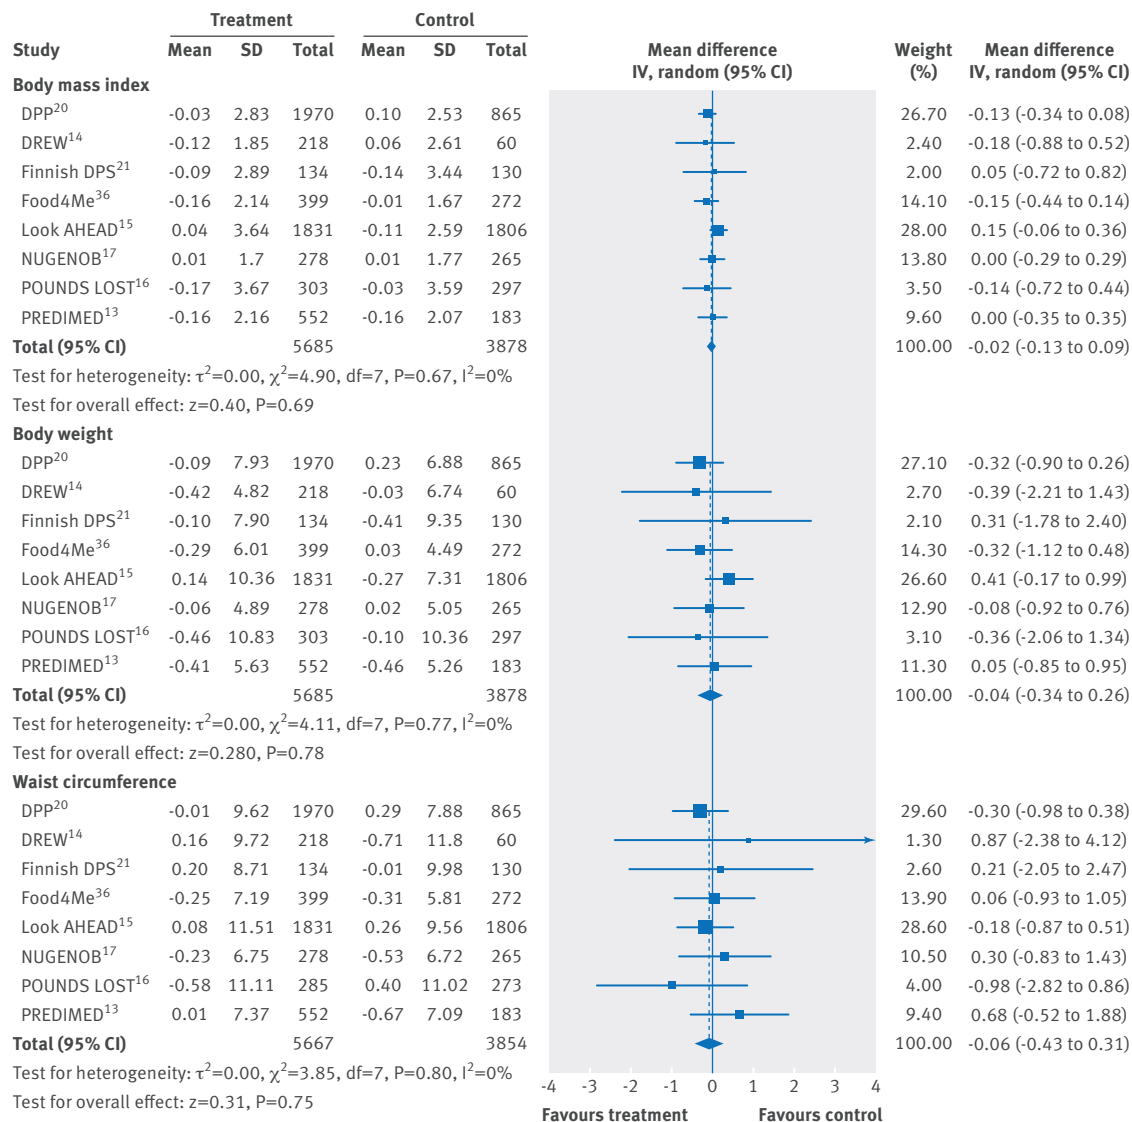 Treatment Control
Study Mean SD Total Mean SD Total Mean difference IV, random (95% CI) Weight (%) Mean difference IV, random (95% CI)
Body mass index
DPP20 -0.03 2.83 1970 0.10 2.53 865 26.70 -0.13 (-0.34 to 0.08)
DREW14 -0.12 1.85 218 0.06 2.61 60 2.40 -0.18 (-0.88 to 0.52)
Finnish DPS21 -0.09 2.89 134 -0.14 3.44 130 2.00 0.05 (-0.72 to 0.82)
Food4Me36 -0.16 2.14 399 -0.01 1.67 272 14.10 -0.15 (-0.44 to 0.14)
Look AHEAD15 0.04 3.64 1831 -0.11 2.59 1806 28.00 0.15 (-0.06 to 0.36)
NUGENOB17 0.01 1.7 278 0.01 1.77 265 13.80 0.00 (-0.29 to 0.29)
POUNDS LOST16 -0.17 3.67 303 -0.03 3.59 297 3.50 -0.14 (-0.72 to 0.44)
PREDIMED13 -0.16 2.16 552 -0.16 2.07 183 9.60 0.00 (-0.35 to 0.35)
Total (95% CI) 5685 3878 100.00 -0.02 (-0.13 to 0.09)
Test for heterogeneity: τ2=0.00, χ2=4.90, df=7, P=0.67, I2=0%
Test for overall effect: z=0.40, P=0.69
Body weight
DPP20 -0.09 7.93 1970 0.23 6.88 865 27.10 -0.32 (-0.90 to 0.26)
DREW14 -0.42 4.82 218 -0.03 6.74 60 2.70 -0.39 (-2.21 to 1.43)
Finnish DPS21 -0.10 7.90 134 -0.41 9.35 130 2.10 0.31 (-1.78 to 2.40)
Food4Me36 -0.29 6.01 399 0.03 4.49 272 14.30 -0.32 (-1.12 to 0.48)
Look AHEAD15 0.14 10.36 1831 -0.27 7.31 1806 26.60 0.41 (-0.17 to 0.99)
NUGENOB17 -0.06 4.89 278 0.02 5.05 265 12.90 -0.08 (-0.92 to 0.76)
POUNDS LOST16 -0.46 10.83 303 -0.10 10.36 297 3.10 -0.36 (-2.06 to 1.34)
PREDIMED13 -0.41 5.63 552 -0.46 5.26 183 11.30 0.05 (-0.85 to 0.95)
Total (95% CI) 5685 3878 100.00 -0.04 (-0.34 to 0.26)
Test for heterogeneity: τ2=0.00, χ2=4.11, df=7, P=0.77, I2=0%
Test for overall effect: z=0.280, P=0.78
Waist circumference
DPP20 -0.01 9.62 1970 0.29 7.88 865 29.60 -0.30 (-0.98 to 0.38)
DREW14 0.16 9.72 218 -0.71 11.8 60 1.30 0.87 (-2.38 to 4.12)
Finnish DPS21 0.20 8.71 134 -0.01 9.98 130 2.60 0.21 (-2.05 to 2.47)
Food4Me36 -0.25 7.19 399 -0.31 5.81 272 13.90 0.06 (-0.93 to 1.05)
Look AHEAD15 0.08 11.51 1831 0.26 9.56 1806 28.60 -0.18 (-0.87 to 0.51)
NUGENOB17 -0.23 6.75 278 -0.53 6.72 265 10.50 0.30 (-0.83 to 1.43)
POUNDS LOST16 -0.58 11.11 285 0.40 11.02 273 4.00 -0.98 (-2.82 to 0.86)
PREDIMED13 0.01 7.37 552 -0.67 7.09 183 9.40 0.68 (-0.52 to 1.88)
Total (95% CI) 5667 3854 100.00 -0.06 (-0.43 to 0.31)
Test for heterogeneity: τ2=0.00, χ2=3.85, df=7, P=0.80, I2=0%
Test for overall effect: z=0.31, P=0.75
-4 -3 -2 -1 0 1 2 3 4
Favours treatment Favours control